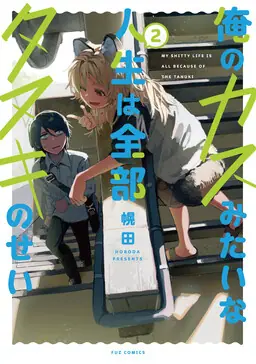 俺のカスみたいな
人生は全部
タヌキのせい
2
MY SHITTY LIFE IS
ALL BECAUSE OF
THE TANUKI
幌田
HORODA
PRESENTS
FUZ COMICS